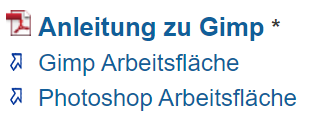 Anleitung zu Gimp *
Gimp Arbeitsfläche
Photoshop Arbeitsfläche